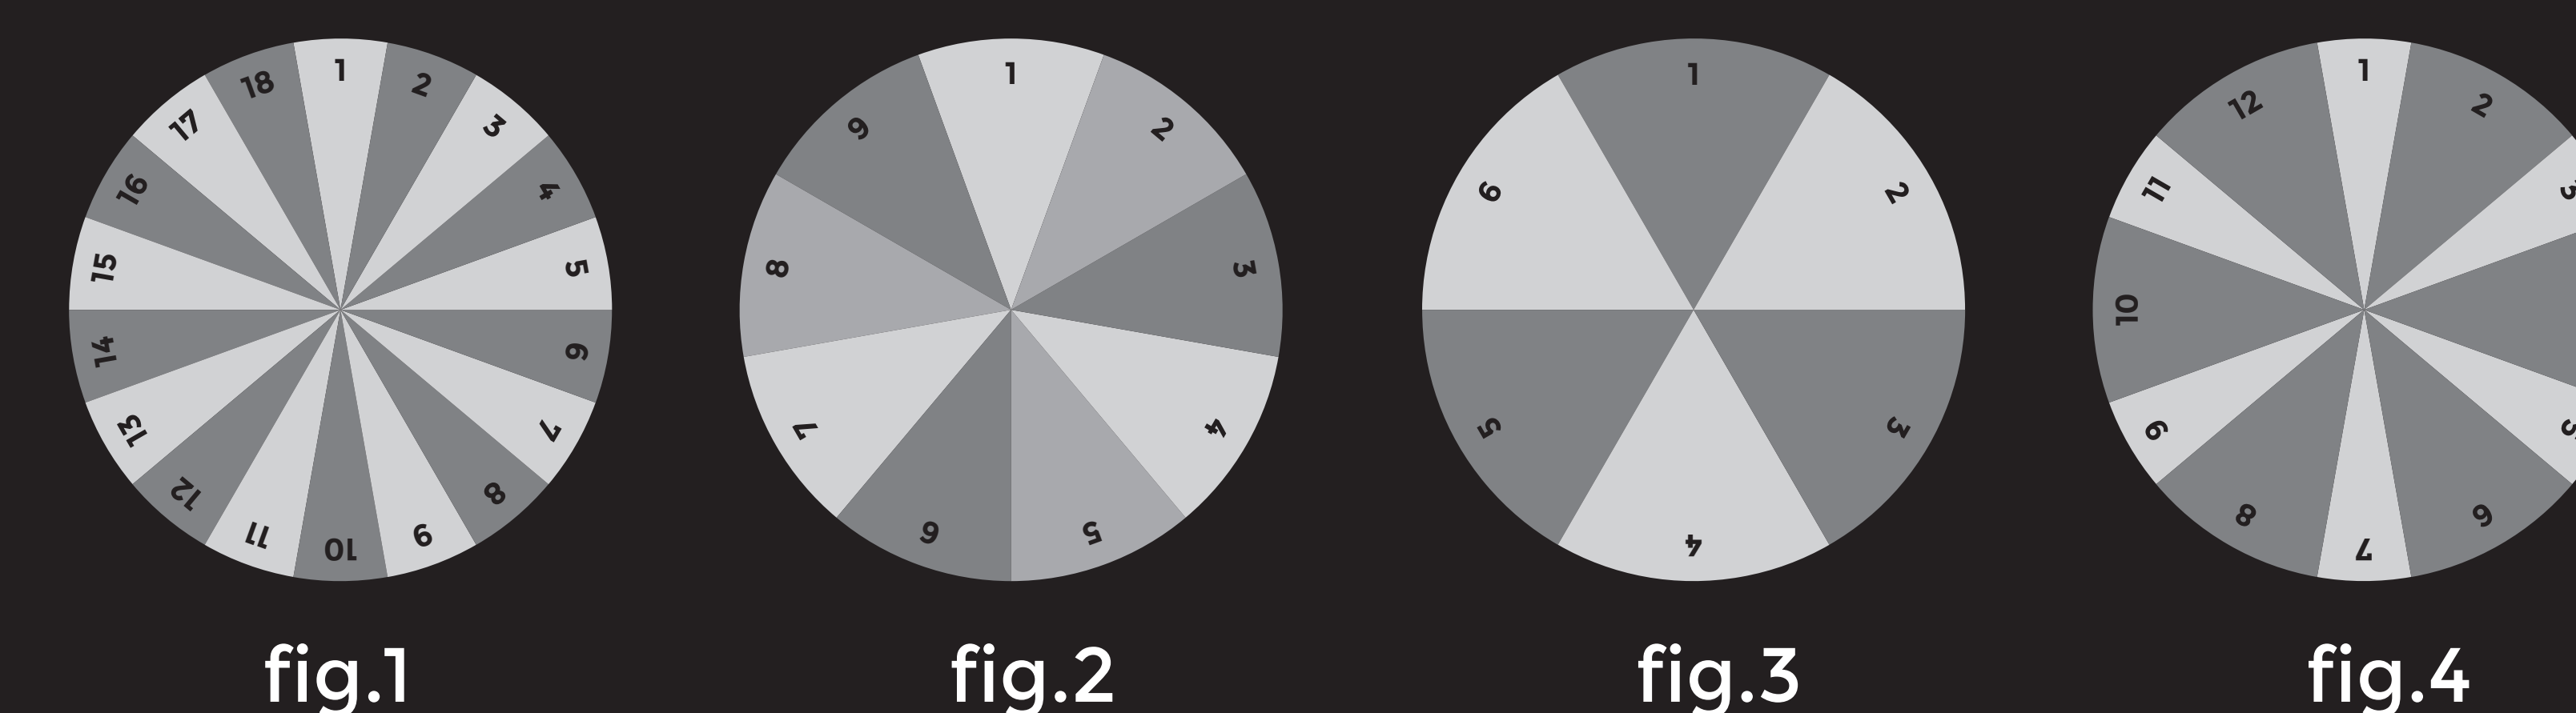 1 2 3 4 5 6 7 8 9 10 11 12 13 14 15 16 17 18
1 2 3 4 5 6 7 8 9
1 2 3 4 5 6
1 2 6 7 8 9 10 11 12
fig.1 fig.2 fig.3 fig.4